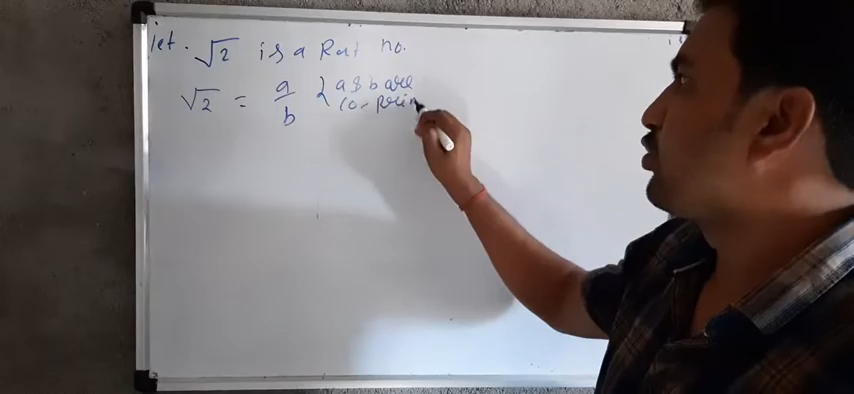 let. √2 is a Rat no.
√2 = a/b { a & b are
co-prim